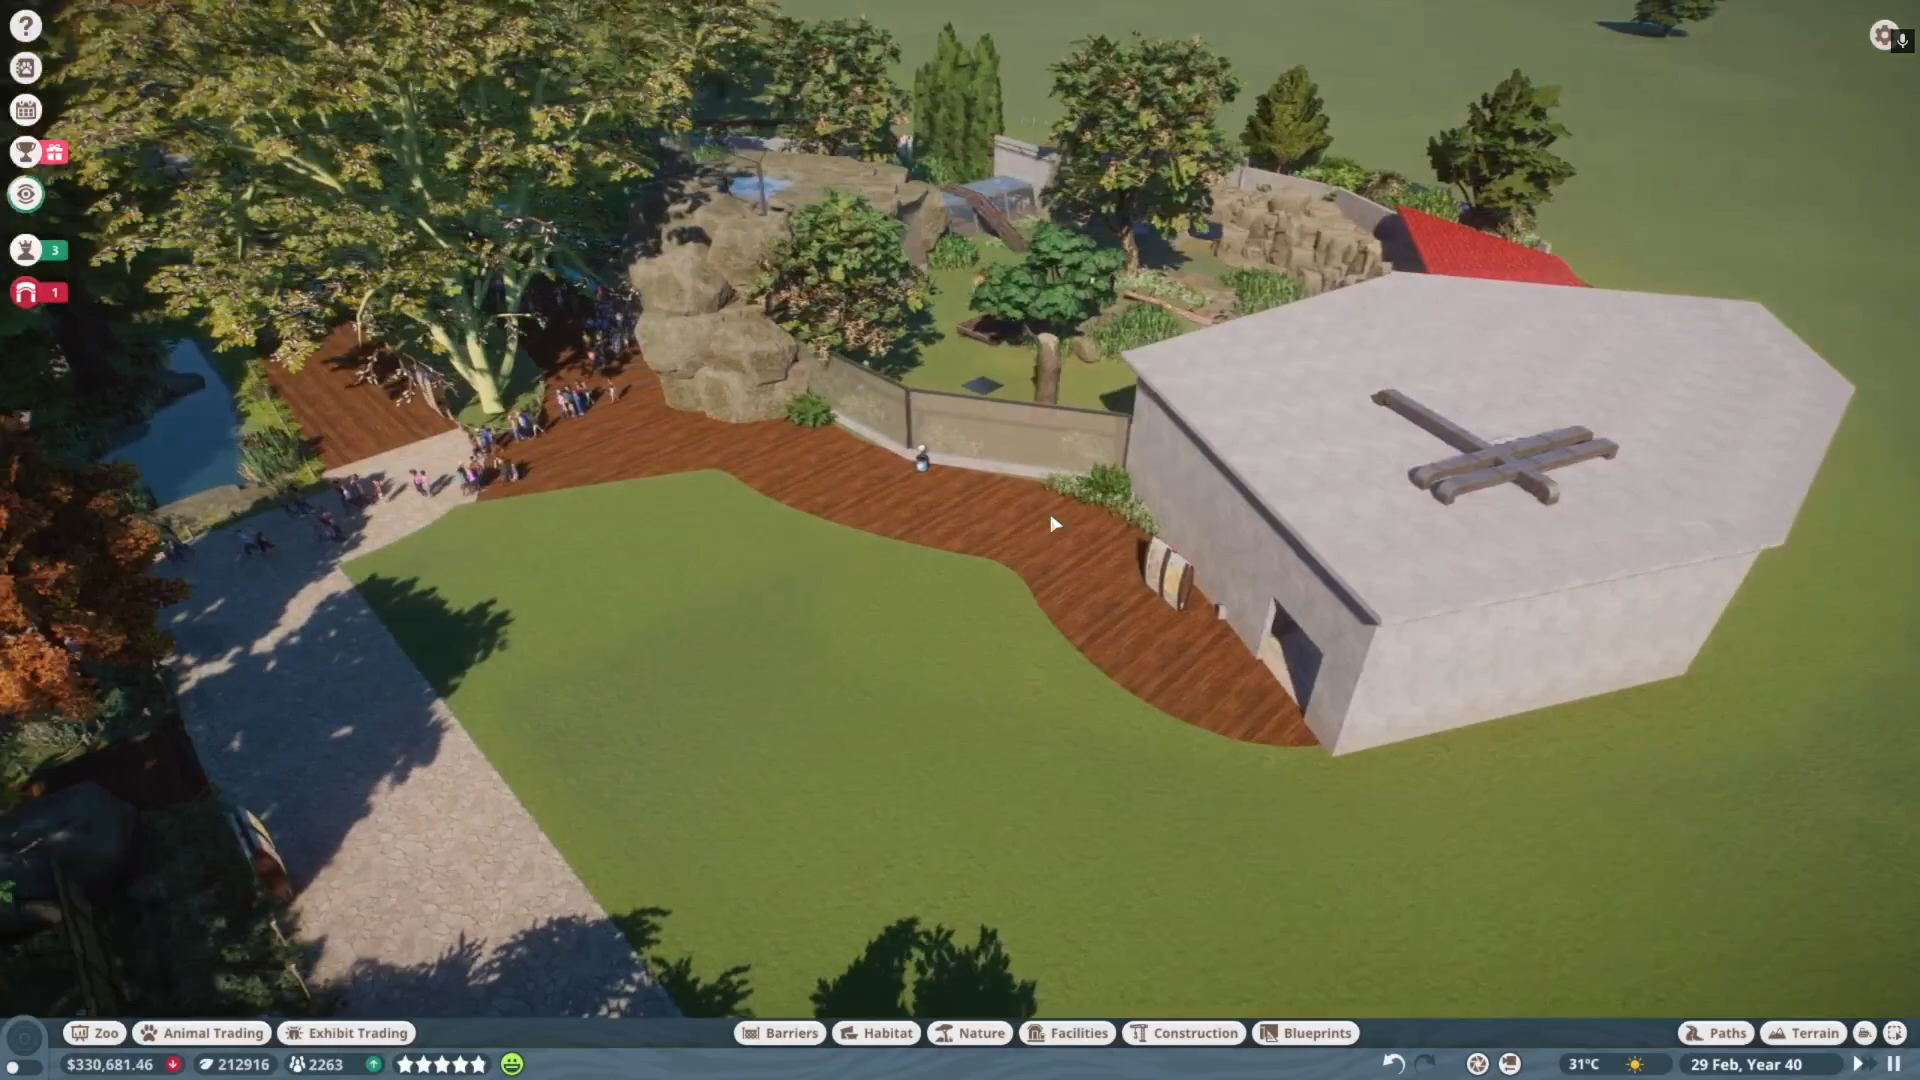 ?
3
1
Zoo
Animal Trading
Exhibit Trading
Barriers
Habitat
Nature
Facilities
Construction
Blueprints
Paths
Terrain
$330,681.46
212916
2263
31°C
29 Feb, Year 40